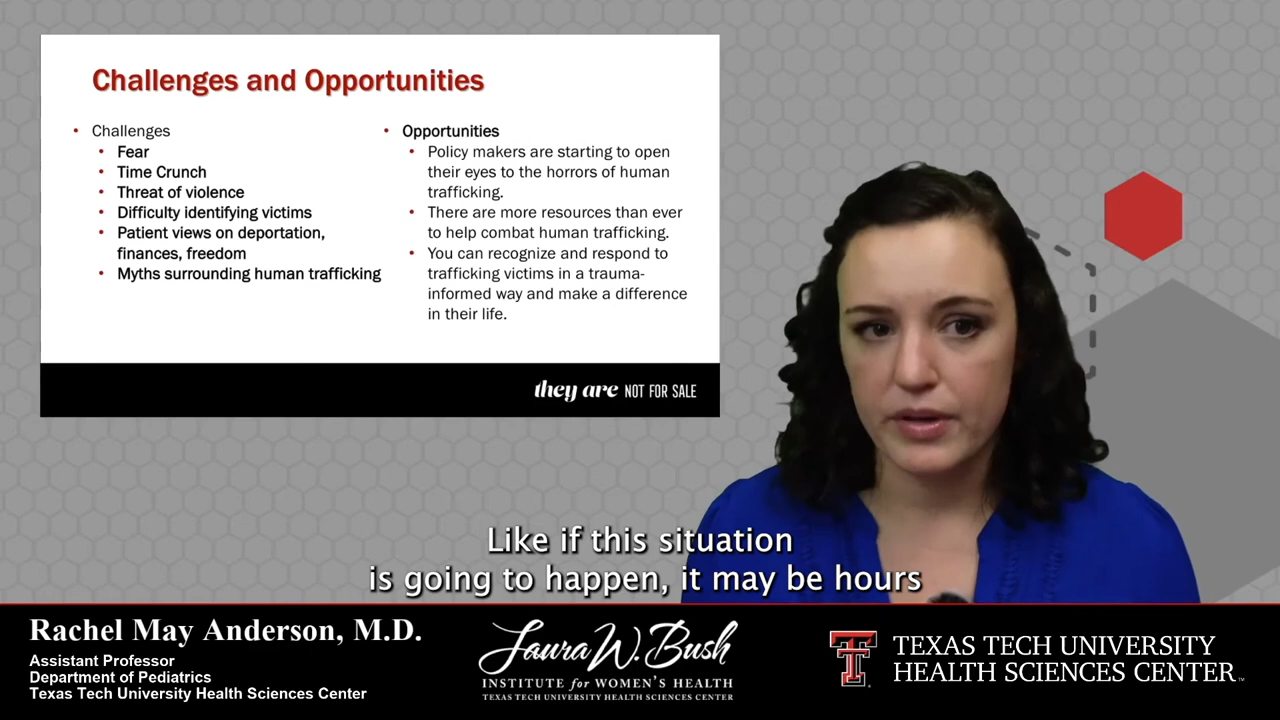 Challenges and Opportunities
• Challenges
• Fear
• Time Crunch
• Threat of violence
• Difficulty identifying victims
• Patient views on deportation,
finances, freedom
• Myths surrounding human trafficking
• Opportunities
• Policy makers are starting to open
their eyes to the horrors of human
trafficking.
• There are more resources than ever
to help combat human trafficking.
• You can recognize and respond to
trafficking victims in a trauma-
informed way and make a difference
in their life.
they are NOT FOR SALE
Like if this situation
is going to happen, it may be hours
Rachel May Anderson, M.D.
Assistant Professor
Department of Pediatrics
Texas Tech University Health Sciences Center
Laura W. Bush
INSTITUTE for WOMEN'S HEALTH
TEXAS TECH UNIVERSITY HEALTH SCIENCES CENTER
TEXAS TECH UNIVERSITY
HEALTH SCIENCES CENTER™